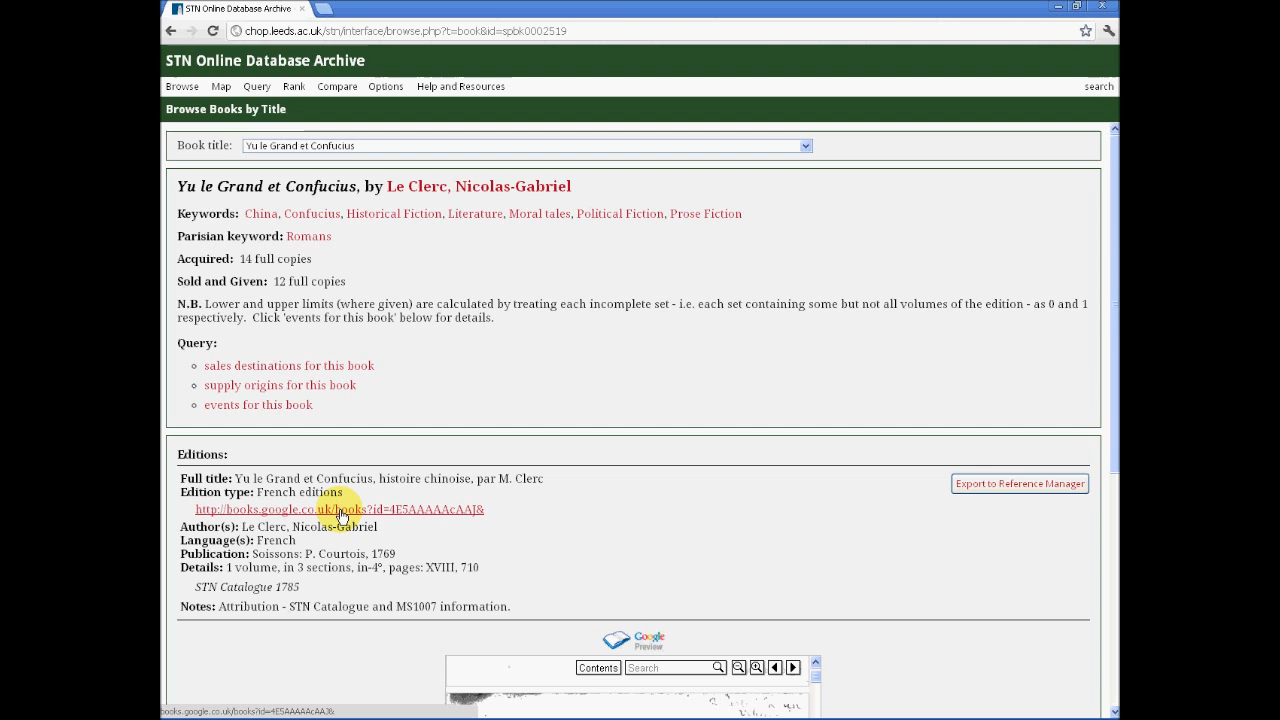 STN Online Database Archive
chop.leeds.ac.uk/stn/interface/browse.php?t=book&id=spbk0002519
STN Online Database Archive
Browse Map Query Rank Compare Options Help and Resources search
Browse Books by Title
Book title: Yu le Grand et Confucius
Yu le Grand et Confucius, by Le Clerc, Nicolas-Gabriel
Keywords: China, Confucius, Historical Fiction, Literature, Moral tales, Political Fiction, Prose Fiction
Parisian keyword: Romans
Acquired: 14 full copies
Sold and Given: 12 full copies
N.B. Lower and upper limits (where given) are calculated by treating each incomplete set - i.e. each set containing some but not all volumes of the edition - as 0 and 1
respectively. Click 'events for this book' below for details.
Query:
sales destinations for this book
supply origins for this book
events for this book
Editions:
Full title: Yu le Grand et Confucius, histoire chinoise, par M. Clerc
Export to Reference Manager
Edition type: French editions
http://books.google.co.uk/books?id=4E5AAAAAcAAJ&
Author(s): Le Clerc, Nicolas-Gabriel
Language(s): French
Publication: Soissons: P. Courtois, 1769
Details: 1 volume, in 3 sections, in-4°, pages: XVIII, 710
STN Catalogue 1785
Notes: Attribution - STN Catalogue and MS1007 information.
Google
Preview
Contents Search
books.google.co.uk/books?id=4E5AAAAAcAAJ&